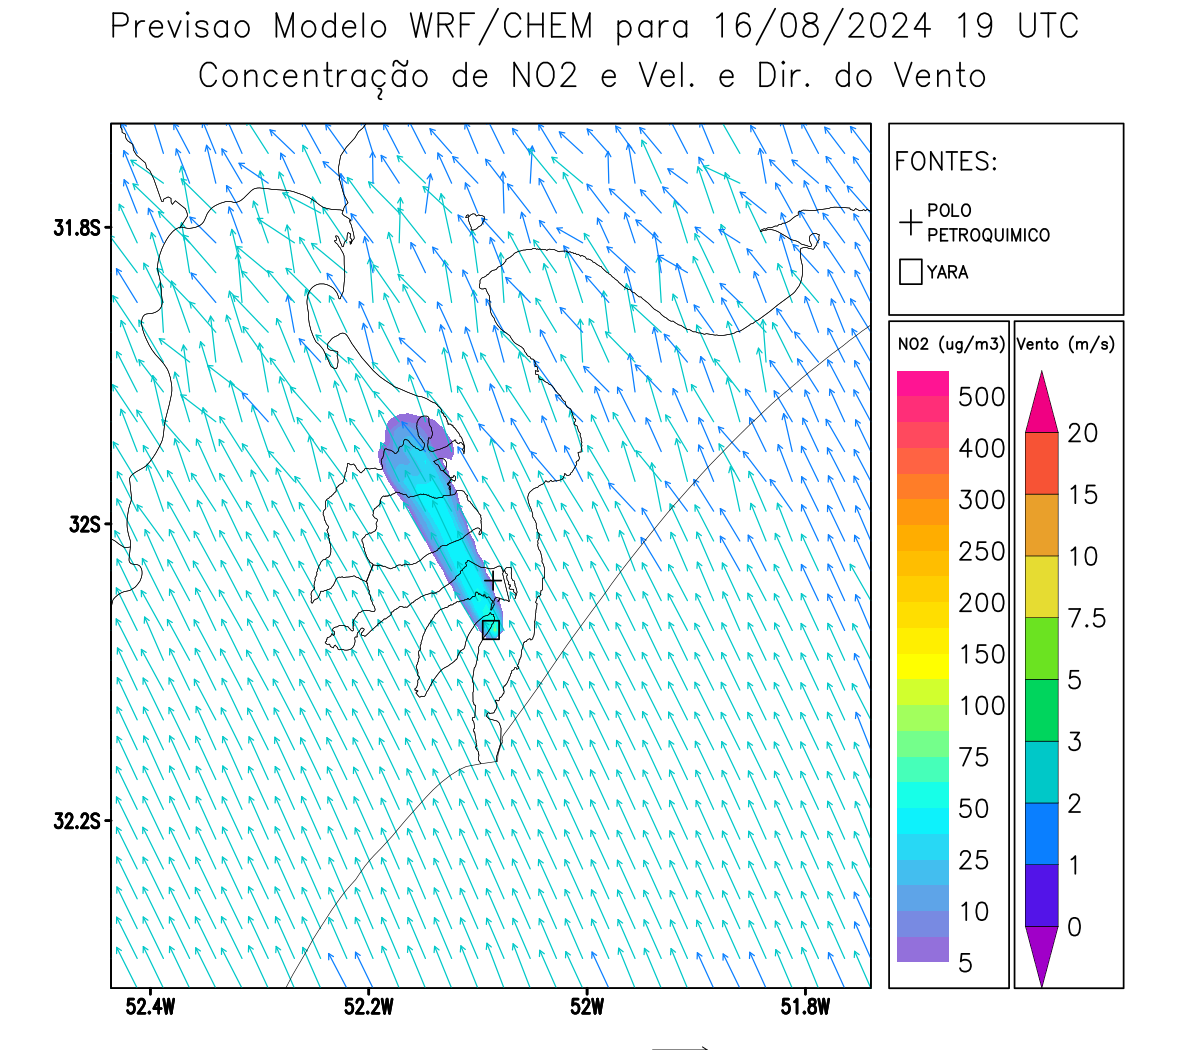 Previsao Modelo WRF/CHEM para 16/08/2024 19 UTC
Concentração de NO2 e Vel. e Dir. do Vento
FONTES:
POLO
PETROQUIMICO
YARA
31.8S
32S
32.2S
52.4W
52.2W
52W
51.8W
NO2 (ug/m3)
500
400
300
250
200
150
100
75
50
25
10
5
Vento (m/s)
20
15
10
7.5
5
3
2
1
0